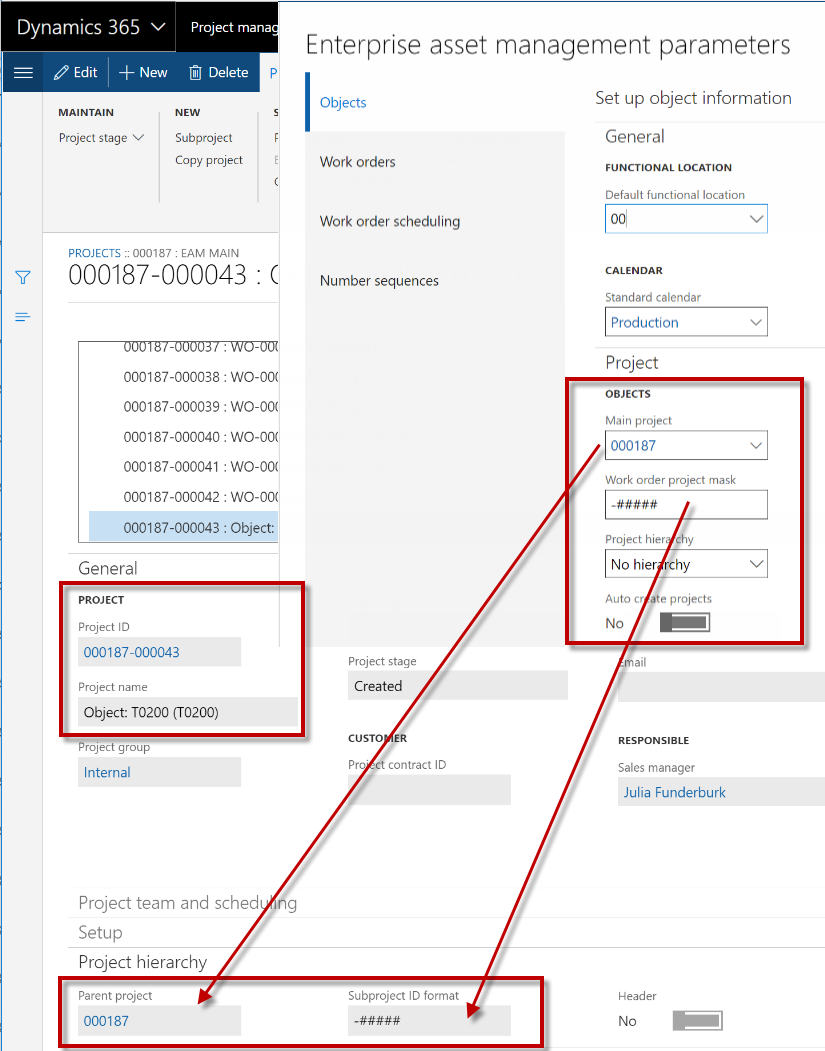 Dynamics 365
Project manag
Edit
New
Delete
P
MAINTAIN
Project stage
NEW
Subproject
Copy project
S
PROJECTS :: 000187 : EAM MAIN
000187-000043 :
000187-000037 : WO-000
000187-000038 : WO-000
000187-000039 : WO-000
000187-000040 : WO-000
000187-000041 : WO-000
000187-000042 : WO-000
000187-000043 : Object:
General
PROJECT
Project ID
000187-000043
Project name
Object: T0200 (T0200)
Project group
Internal
Enterprise asset management parameters
Objects
Work orders
Work order scheduling
Number sequences
Set up object information
General
FUNCTIONAL LOCATION
Default functional location
00
CALENDAR
Standard calendar
Production
Project
OBJECTS
Main project
000187
Work order project mask
-#####
Project hierarchy
No hierarchy
Auto create projects
No
Project stage
Created
CUSTOMER
Project contract ID
Email
RESPONSIBLE
Sales manager
Julia Funderburk
Project team and scheduling
Setup
Project hierarchy
Parent project
000187
Subproject ID format
-#####
Header
No